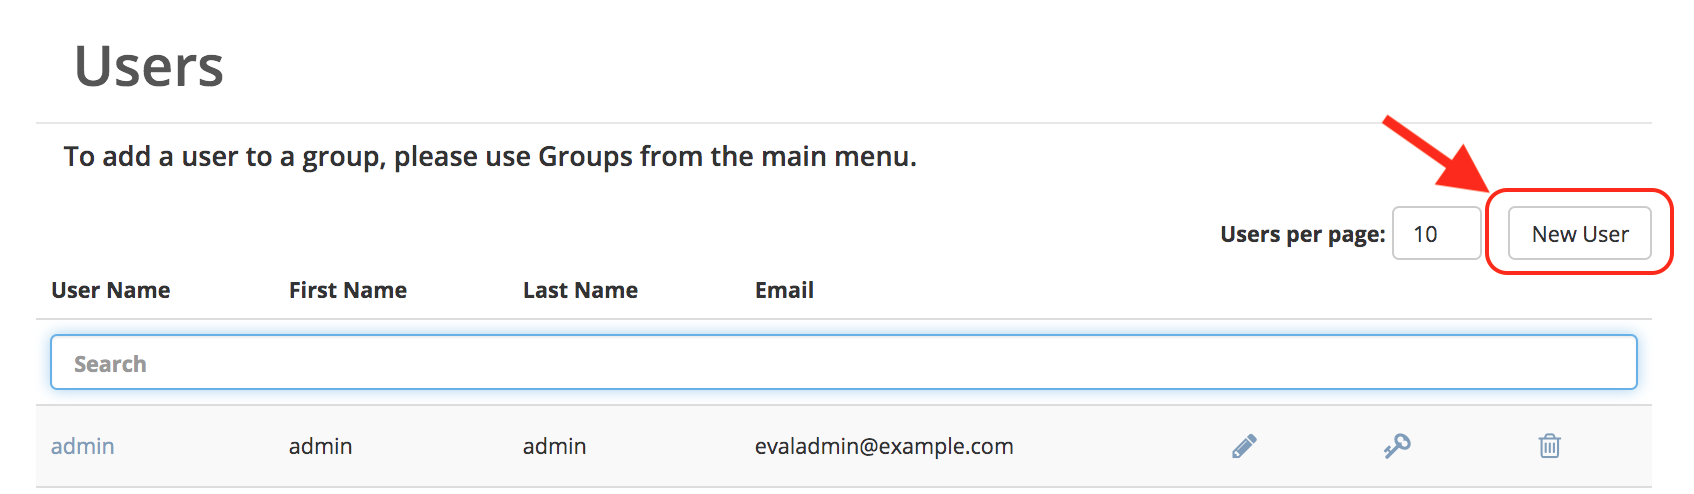 Users
To add a user to a group, please use Groups from the main menu.
Users per page: 10 New User
User Name First Name Last Name Email
Search
admin admin admin evaladmin@example.com